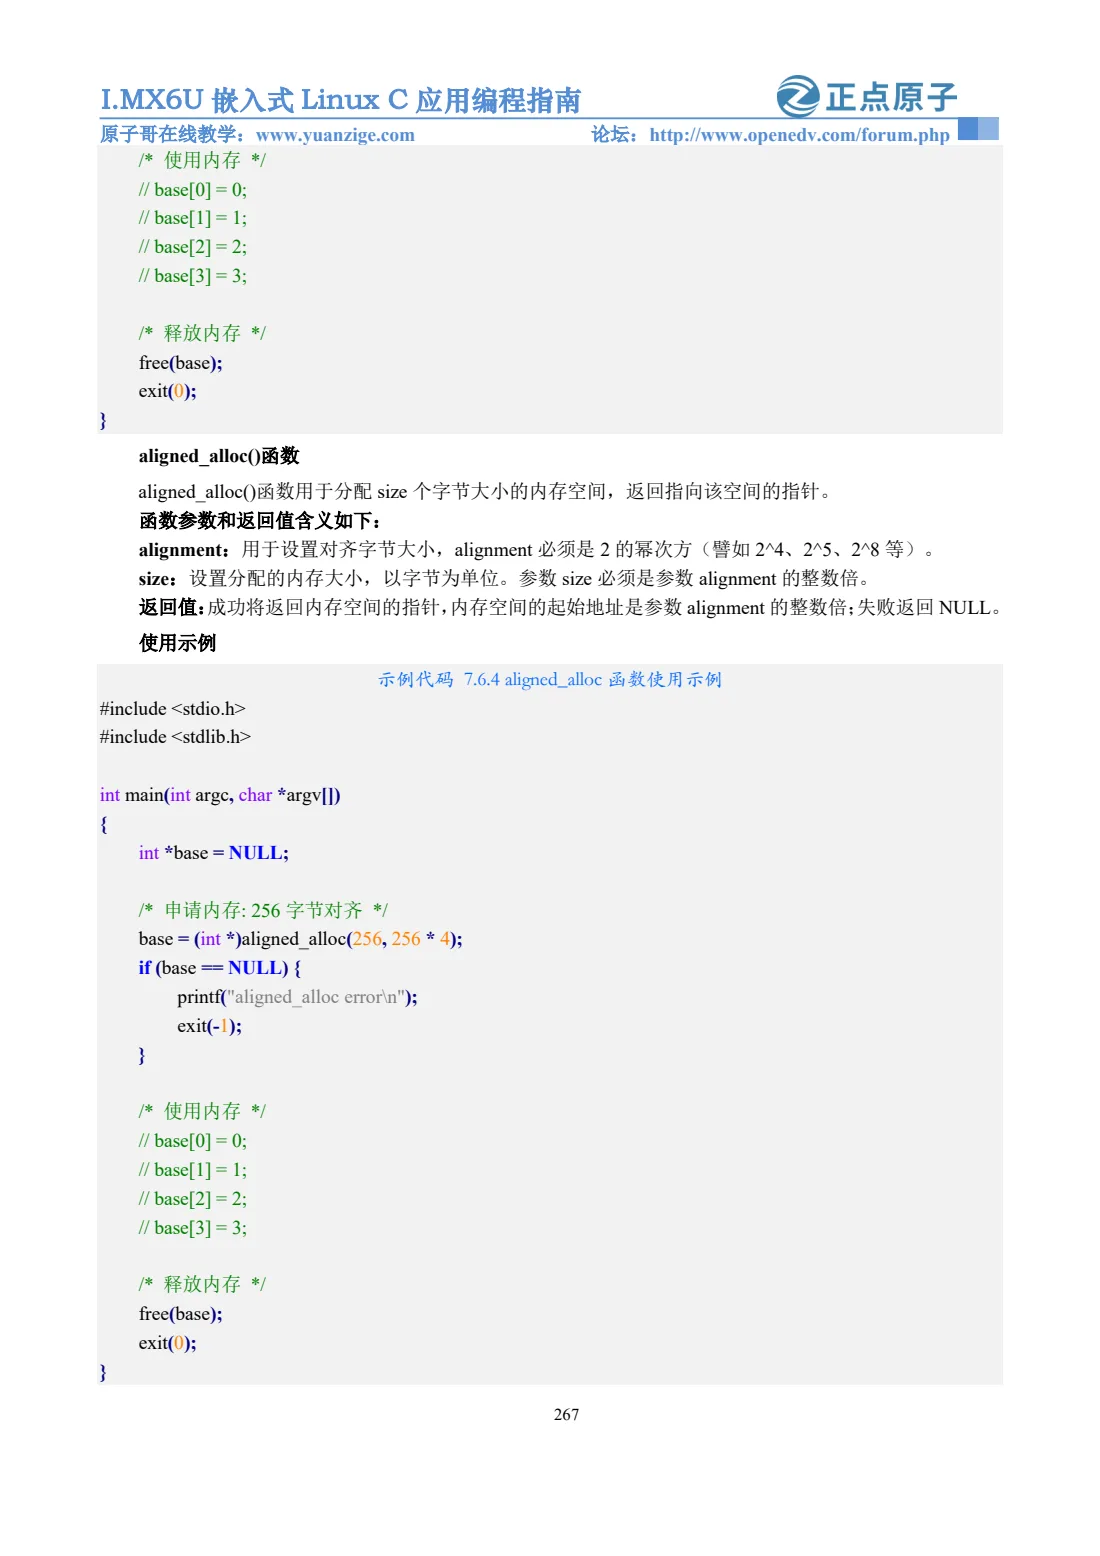 I.MX6U 嵌入式 Linux C 应用编程指南
正点原子
原子哥在线教学：www.yuanzige.com 论坛：http://www.openedv.com/forum.php
/* 使用内存 */
// base[0] = 0;
// base[1] = 1;
// base[2] = 2;
// base[3] = 3;
/* 释放内存 */
free(base);
exit(0);
}
aligned_alloc()函数
aligned_alloc()函数用于分配 size 个字节大小的内存空间，返回指向该空间的指针。
函数参数和返回值含义如下：
alignment：用于设置对齐字节大小，alignment 必须是 2 的幂次方（譬如 2^4、2^5、2^8 等）。
size：设置分配的内存大小，以字节为单位。参数 size 必须是参数 alignment 的整数倍。
返回值：成功将返回内存空间的指针，内存空间的起始地址是参数 alignment 的整数倍；失败返回 NULL。
使用示例
示例代码 7.6.4 aligned_alloc 函数使用示例
#include <stdio.h>
#include <stdlib.h>
int main(int argc, char *argv[])
{
int *base = NULL;
/* 申请内存: 256 字节对齐 */
base = (int *)aligned_alloc(256, 256 * 4);
if (base == NULL) {
printf("aligned_alloc error\n");
exit(-1);
}
/* 使用内存 */
// base[0] = 0;
// base[1] = 1;
// base[2] = 2;
// base[3] = 3;
/* 释放内存 */
free(base);
exit(0);
}
267